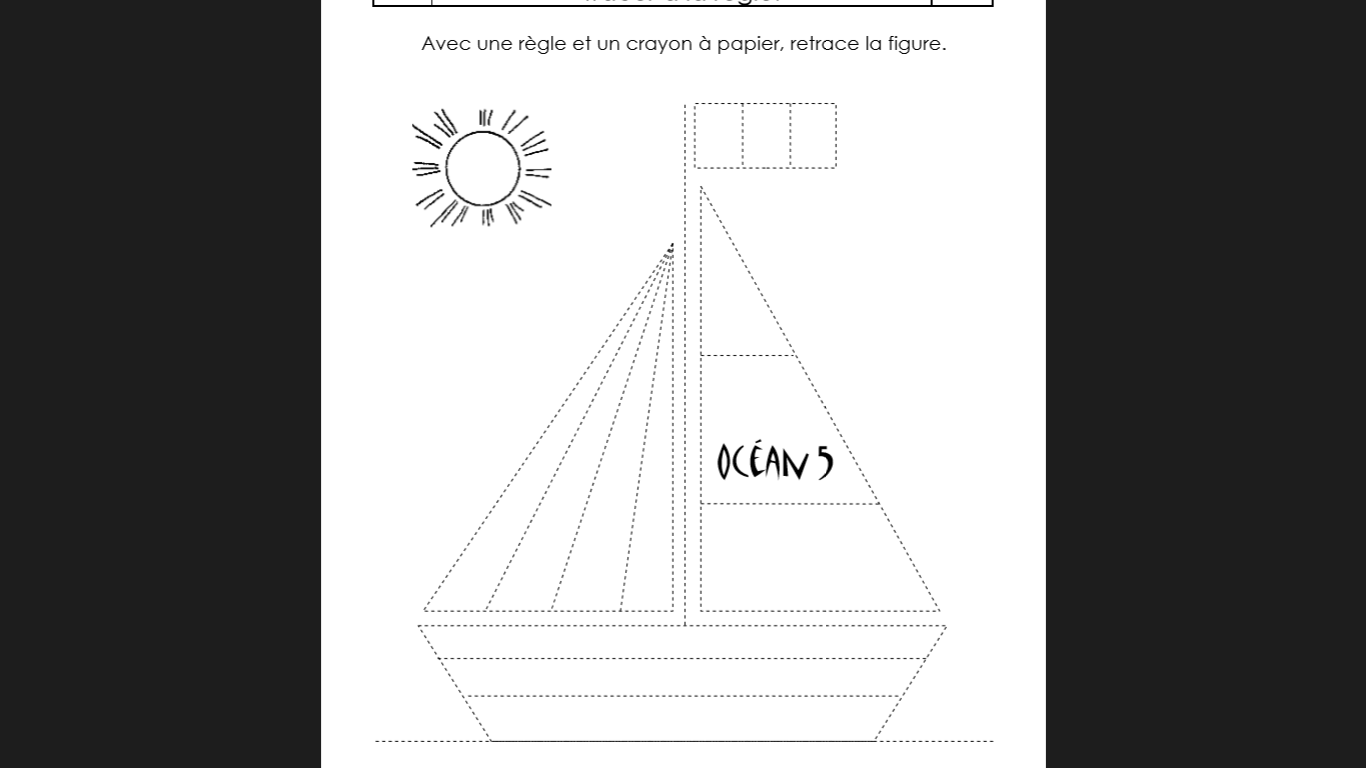 Avec une règle et un crayon à papier, retrace la figure.
OCÉAN 5